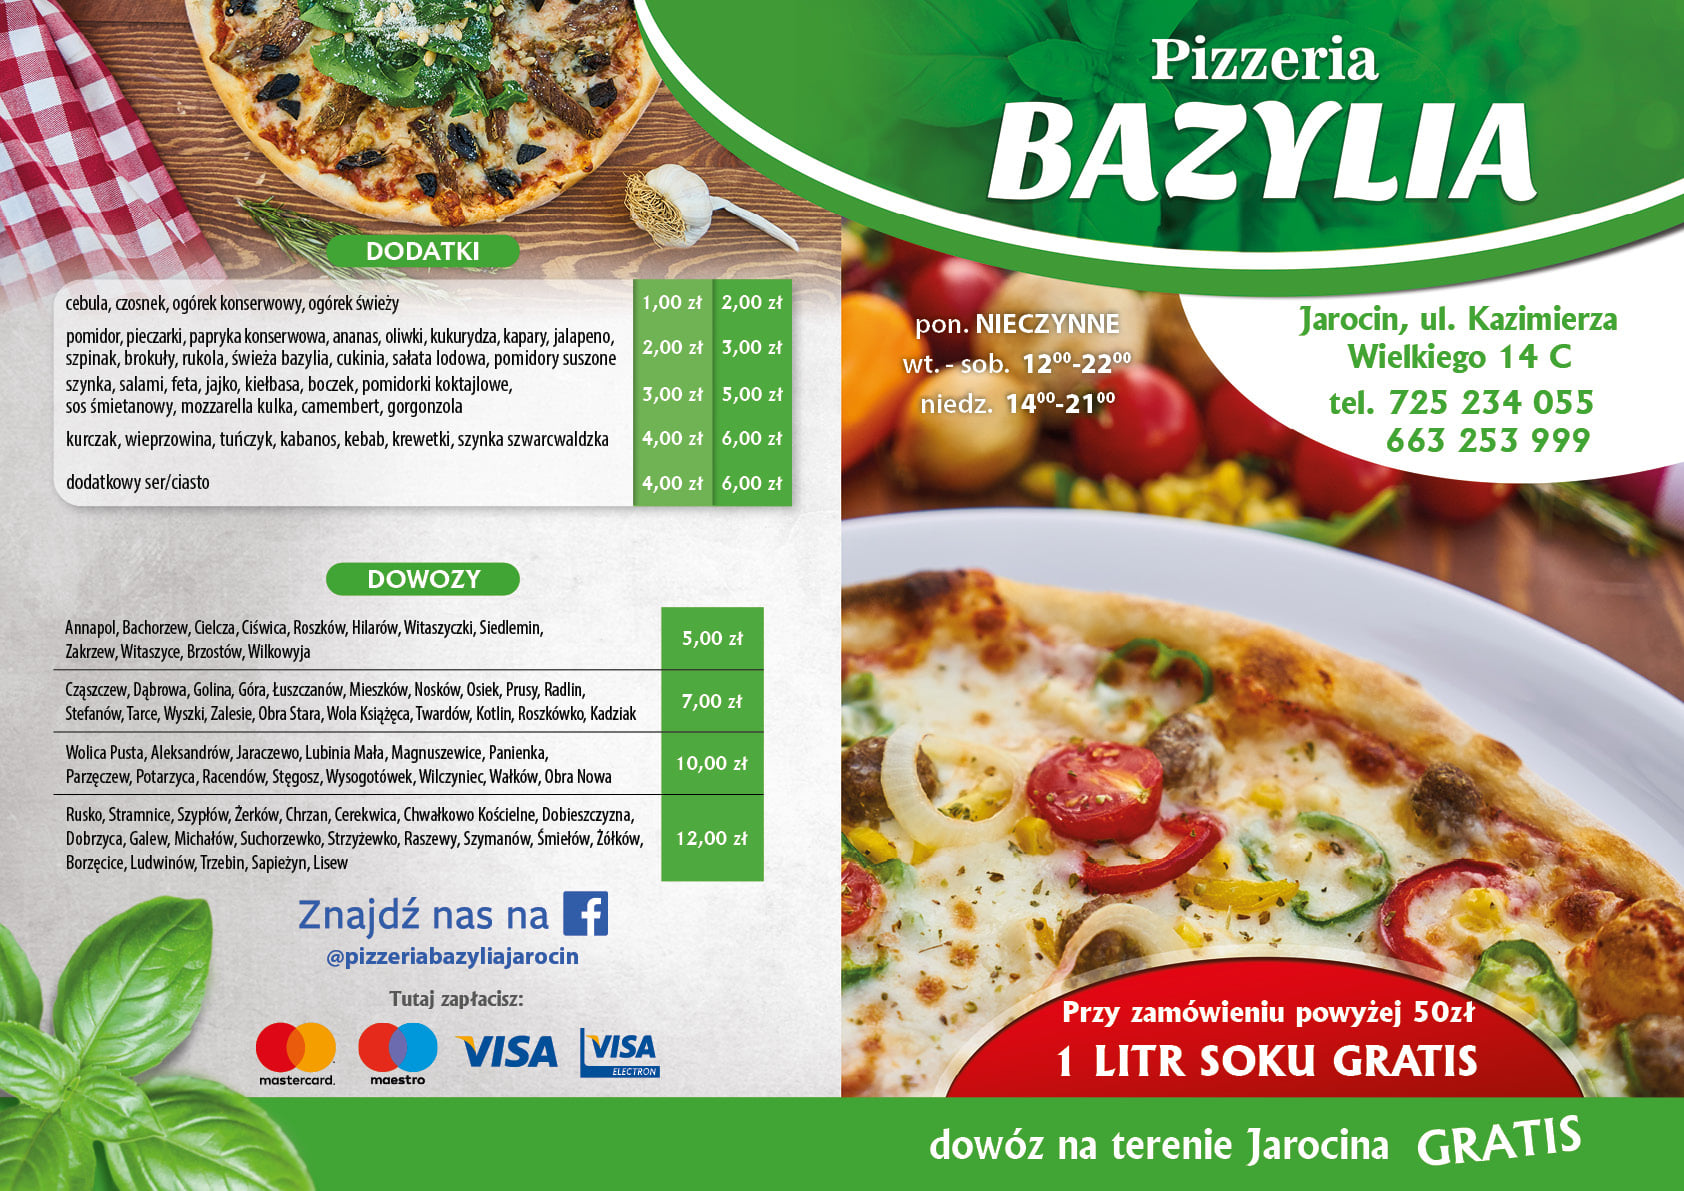 DODATKI
cebula, czosnek, ogórek konserwowy, ogórek świeży 1,00 zł 2,00 zł
pomidor, pieczarki, papryka konserwowa, ananas, oliwki, kukurydza, kapary, jalapeno,
szpinak, brokuły, rukola, świeża bazylia, cukinia, sałata lodowa, pomidory suszone 2,00 zł 3,00 zł
szynka, salami, feta, jajko, kiełbasa, boczek, pomidorki koktajlowe,
sos śmietanowy, mozzarella kulka, camembert, gorgonzola 3,00 zł 5,00 zł
kurczak, wieprzowina, tuńczyk, kabanos, kebab, krewetki, szynka szwarcwaldzka 4,00 zł 6,00 zł
dodatkowy ser/ciasto 4,00 zł 6,00 zł
DOWOZY
Annapol, Bachorzew, Cielcza, Ciświca, Roszków, Hilarów, Witaszyczki, Siedlemin,
Zakrzew, Witaszyce, Brzostów, Wilkowyja 5,00 zł
Cząszczew, Dąbrowa, Golina, Góra, Łuszczanów, Mieszków, Nosków, Osiek, Prusy, Radlin,
Stefanów, Tarce, Wyszki, Zalesie, Obra Stara, Wola Książęca, Twardów, Kotlin, Roszkówko, Kadziak 7,00 zł
Wolica Pusta, Aleksandrów, Jaraczewo, Lubinia Mała, Magnuszewice, Panienka,
Parzęczew, Potarzyca, Racendów, Stęgosz, Wysogotówek, Wilczyniec, Wałków, Obra Nowa 10,00 zł
Rusko, Stramnice, Szypłów, Żerków, Chrzan, Cerekwica, Chwałkowo Kościelne, Dobieszczyzna,
Dobrzyca, Galew, Michałów, Suchorzewko, Strzyżewko, Raszewy, Szymanów, Śmiełów, Żółków,
Borzęcice, Ludwinów, Trzebin, Sapieżyn, Lisew 12,00 zł
Znajdź nas na f
@pizzeriabazyliajarocin
Tutaj zapłacisz:
mastercard. maestro VISA VISA ELECTRON
Pizzeria
BAZYLIA
pon. NIECZYNNE
wt. - sob. 12⁰⁰-22⁰⁰
niedz. 14⁰⁰-21⁰⁰
Jarocin, ul. Kazimierza
Wielkiego 14 C
tel. 725 234 055
663 253 999
Przy zamówieniu powyżej 50zł
1 LITR SOKU GRATIS
dowóz na terenie Jarocina GRATIS